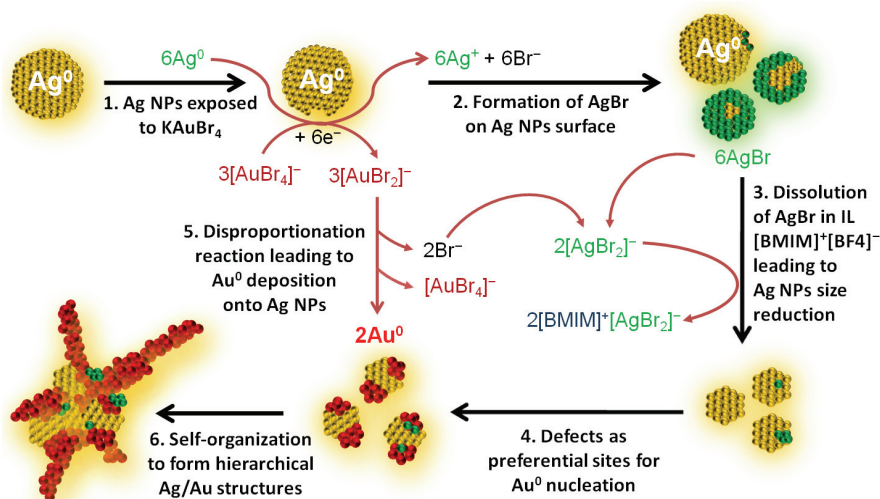 Ag⁰
1. Ag NPs exposed
to KAuBr₄
6Ag⁰
Ag⁰
+ 6e⁻
6Ag⁺ + 6Br⁻
3[AuBr₄]⁻
3[AuBr₂]⁻
2. Formation of AgBr
on Ag NPs surface
Ag⁰
6AgBr
3. Dissolution
of AgBr in IL
[BMIM]⁺[BF4]⁻
leading to
Ag NPs size
reduction
2[AgBr₂]⁻
2[BMIM]⁺[AgBr₂]⁻
5. Disproportionation
reaction leading to
Au⁰ deposition
onto Ag NPs
2Br⁻
[AuBr₄]⁻
2Au⁰
4. Defects as
preferential sites for
Au⁰ nucleation
6. Self-organization
to form hierarchical
Ag/Au structures